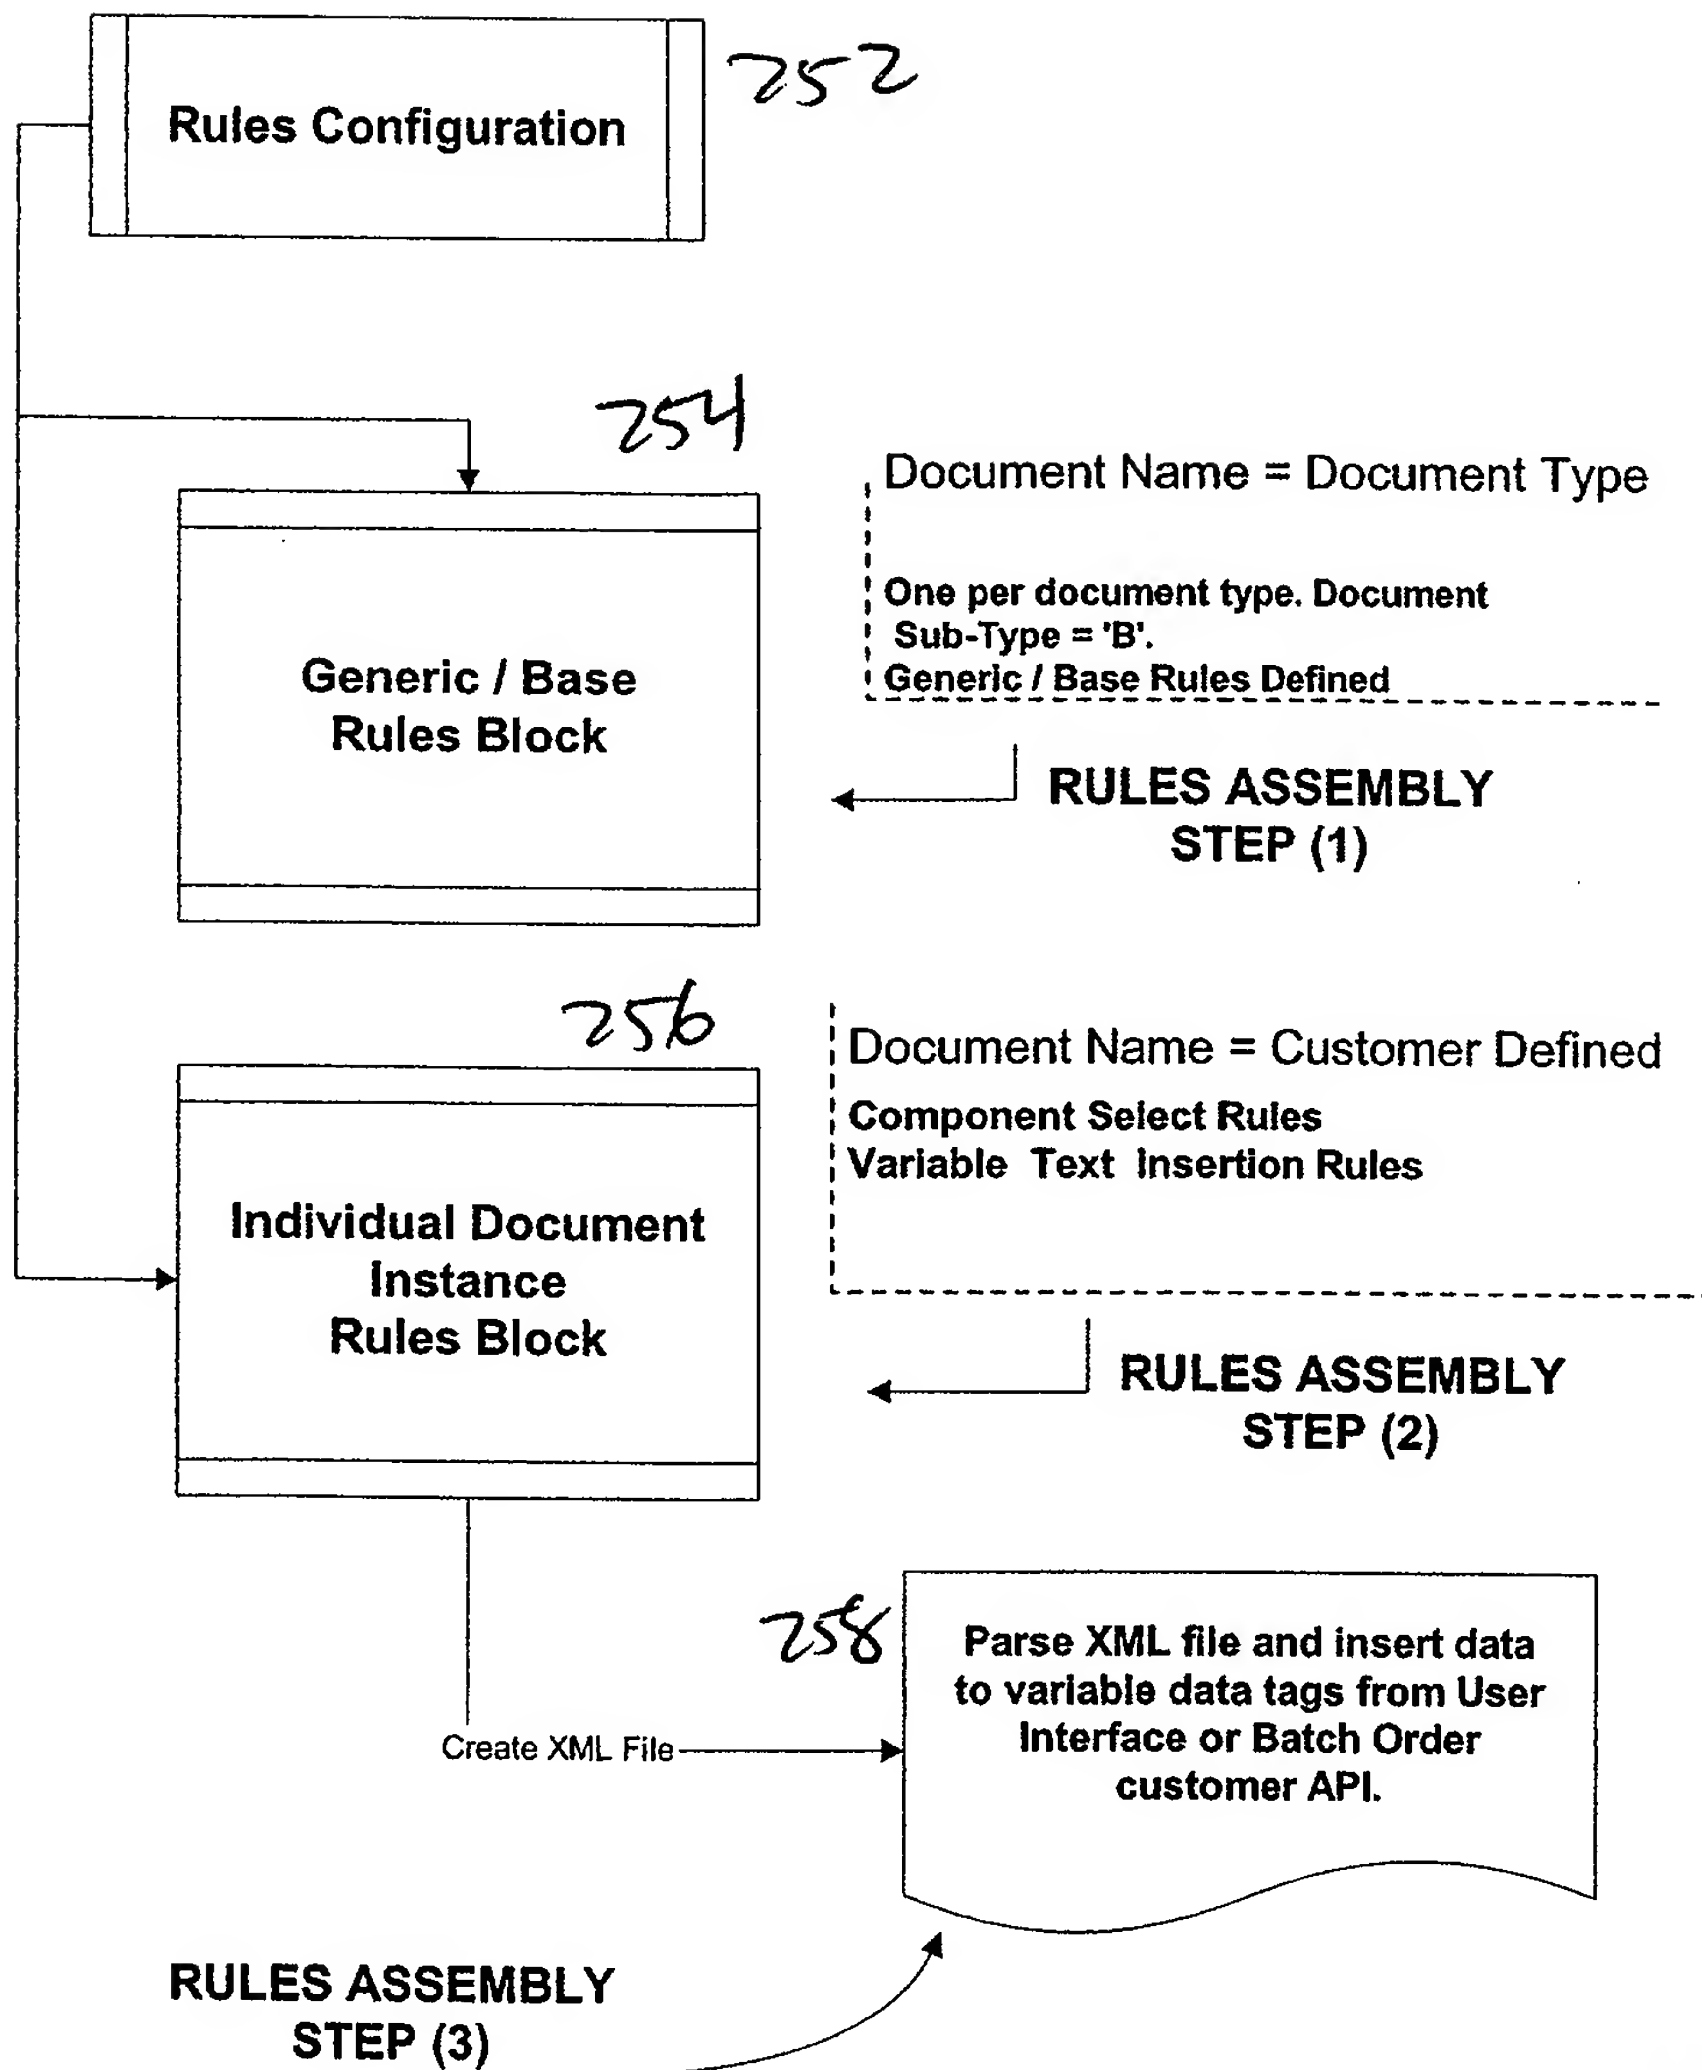 252
Rules Configuration
254
Document Name = Document Type
One per document type. Document
Sub-Type = 'B'.
Generic / Base Rules Defined
Generic / Base
Rules Block
RULES ASSEMBLY
STEP (1)
256
Document Name = Customer Defined
Component Select Rules
Variable Text Insertion Rules
Individual Document
Instance
Rules Block
RULES ASSEMBLY
STEP (2)
258
Parse XML file and insert data
to variable data tags from User
Interface or Batch Order
customer API.
Create XML File
RULES ASSEMBLY
STEP (3)